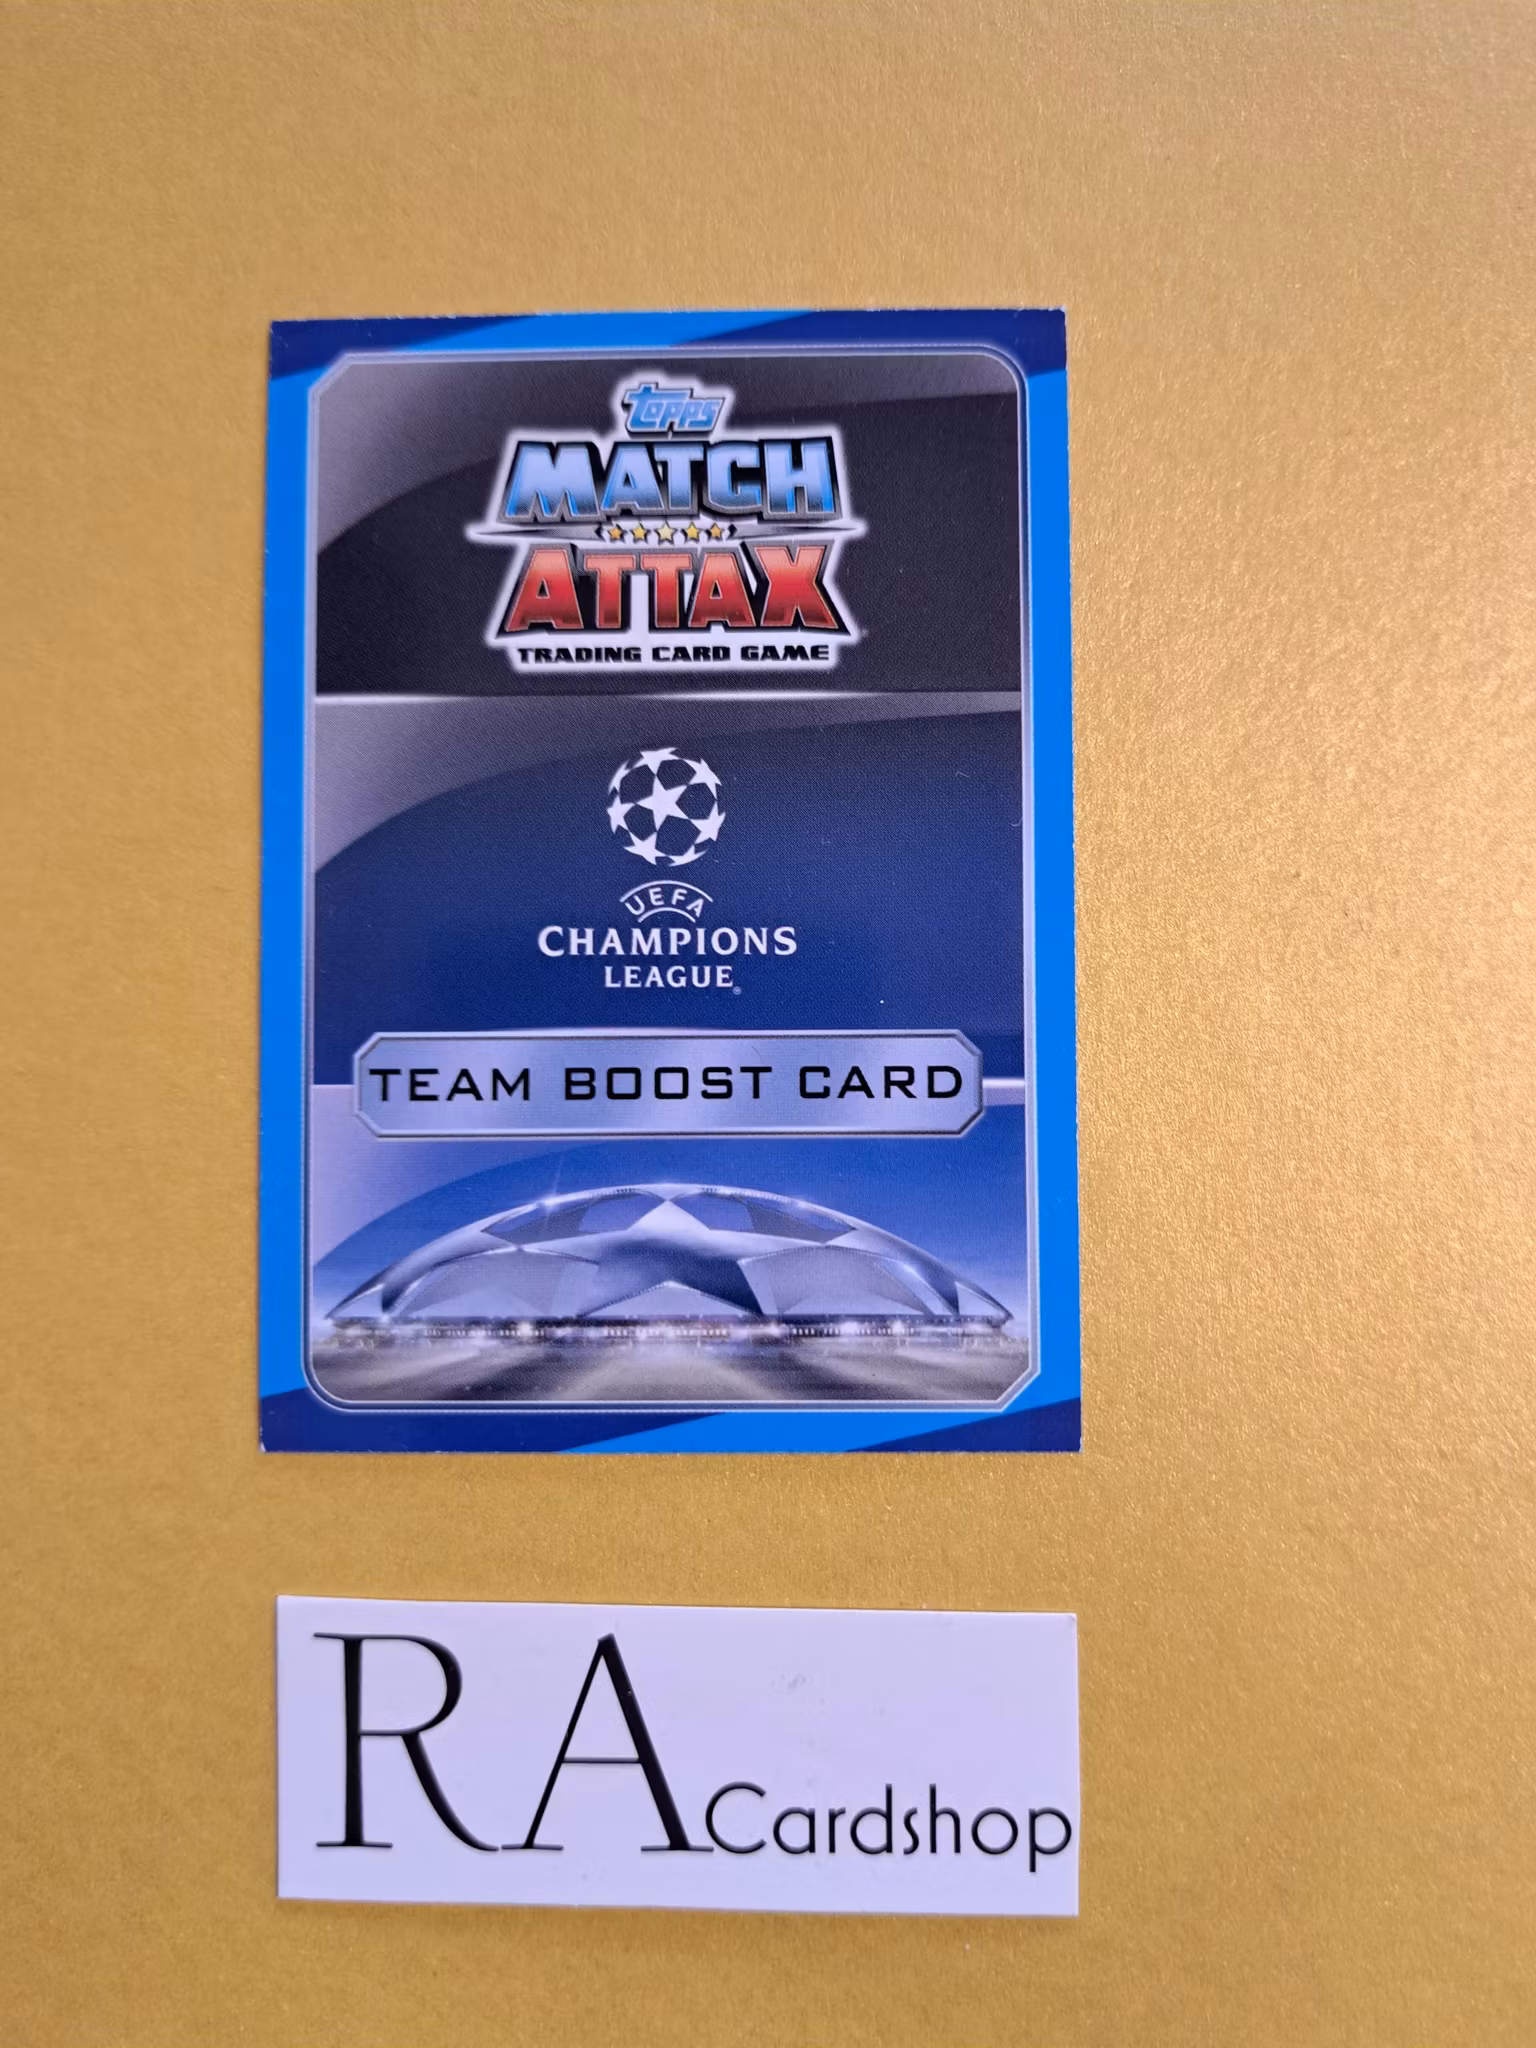 topps
MATCH
ATTAX
TRADING CARD GAME
UEFA
CHAMPIONS
LEAGUE®
TEAM BOOST CARD
RA Cardshop